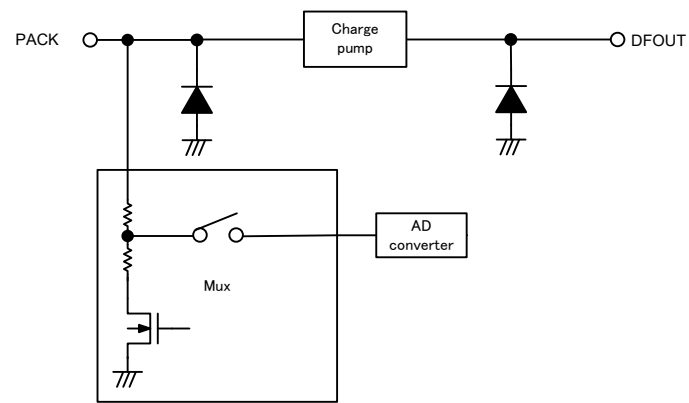 Charge
pump
PACK
DFOUT
AD
converter
Mux